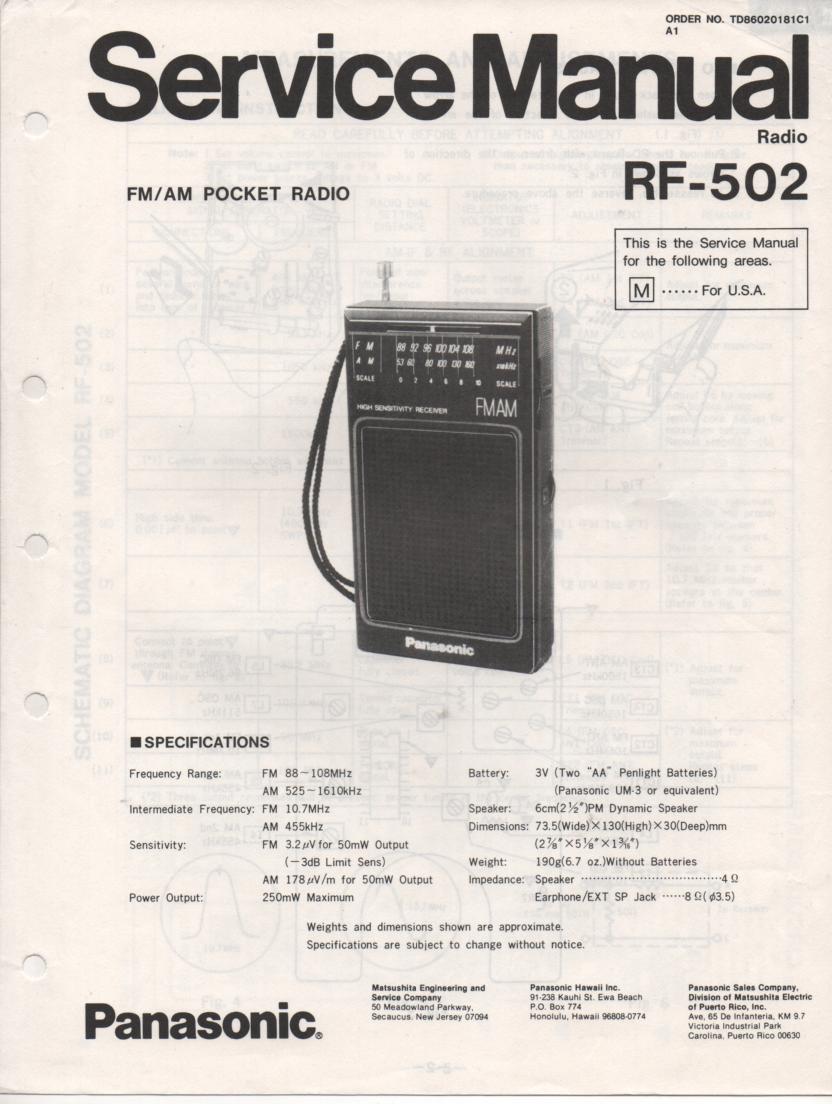 ORDER NO. TD86020181C1
A1
Service Manual
Radio
RF-502
FM/AM POCKET RADIO
This is the Service Manual
for the following areas.
M ······ For U.S.A.
F M 88 92 96 100 104 108 MHz
A M 53 60 80 100 130 160
SCALE 0 2 4 6 8 10 SCALE
HIGH SENSITIVITY RECEIVER FM AM
Panasonic
■ SPECIFICATIONS
Frequency Range: FM 88~108MHz
AM 525~1610kHz
Intermediate Frequency: FM 10.7MHz
AM 455kHz
Sensitivity: FM 3.2μV for 50mW Output
(−3dB Limit Sens)
AM 178μV/m for 50mW Output
Power Output: 250mW Maximum
Battery: 3V (Two "AA" Penlight Batteries)
(Panasonic UM-3 or equivalent)
Speaker: 6cm(2½")PM Dynamic Speaker
Dimensions: 73.5(Wide)×130(High)×30(Deep)mm
(2⅞"×5⅛"×1³⁄₁₆")
Weight: 190g(6.7 oz.)Without Batteries
Impedance: Speaker ································4 Ω
Earphone/EXT SP Jack ······8 Ω(φ3.5)
Weights and dimensions shown are approximate.
Specifications are subject to change without notice.
Panasonic®
Matsushita Engineering and
Service Company
50 Meadowland Parkway,
Secaucus, New Jersey 07094
Panasonic Hawaii Inc.
91-238 Kauhi St. Ewa Beach
P.O. Box 774
Honolulu, Hawaii 96808-0774
Panasonic Sales Company,
Division of Matsushita Electric
of Puerto Rico, Inc.
Ave, 65 De Infanteria, KM 9.7
Victoria Industrial Park
Carolina, Puerto Rico 00630